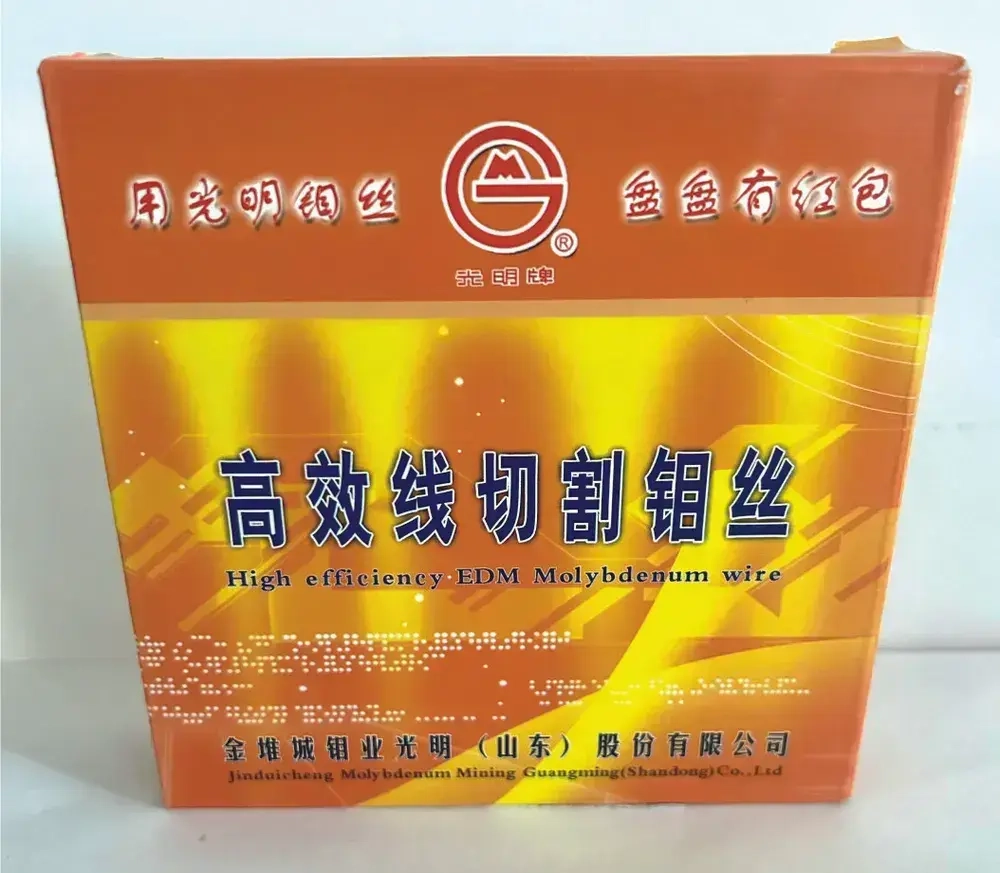 用光明钼丝
盘盘有红包
®
光明牌
高效线切割钼丝
High efficiency·EDM Molybdenum wire
金堆城钼业光明（山东）股份有限公司
Jinduicheng Molybdenum Mining Guangming(Shandong)Co.,Ltd